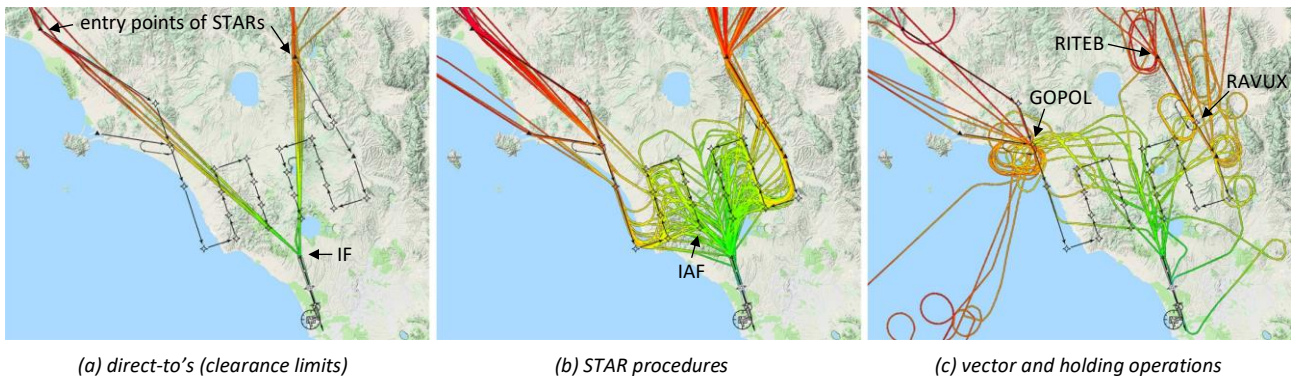 entry points of STARs
IF
IAF
RITEB
RAVUX
GOPOL
(a) direct-to's (clearance limits)
(b) STAR procedures
(c) vector and holding operations